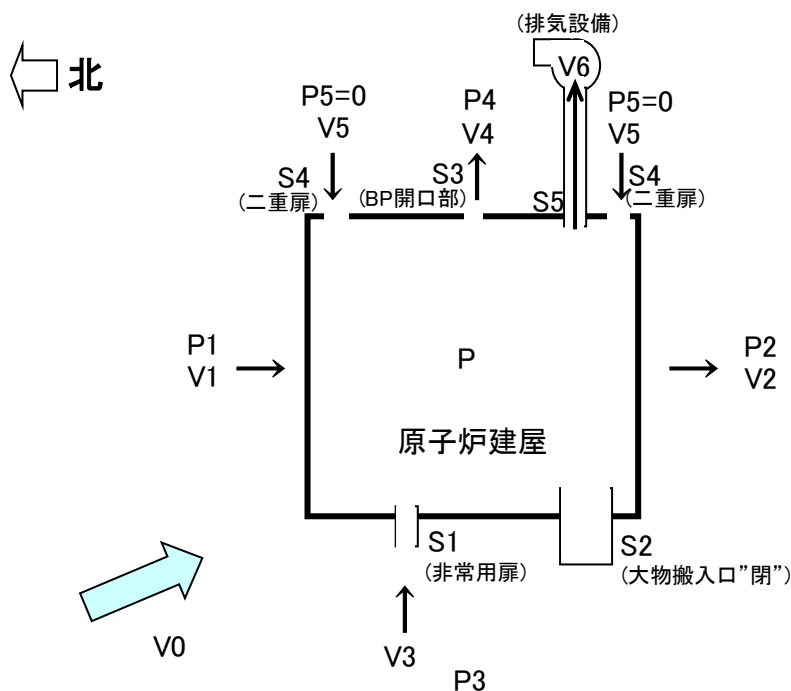 (排気設備)
北
V6
P5=0
V5
P4
V4
P5=0
V5
S4
(二重扉)
S3
(BP開口部)
S5
S4
(二重扉)
P1
V1
P
P2
V2
原子炉建屋
S1
(非常用扉)
S2
(大物搬入口”閉”)
V0
V3
P3